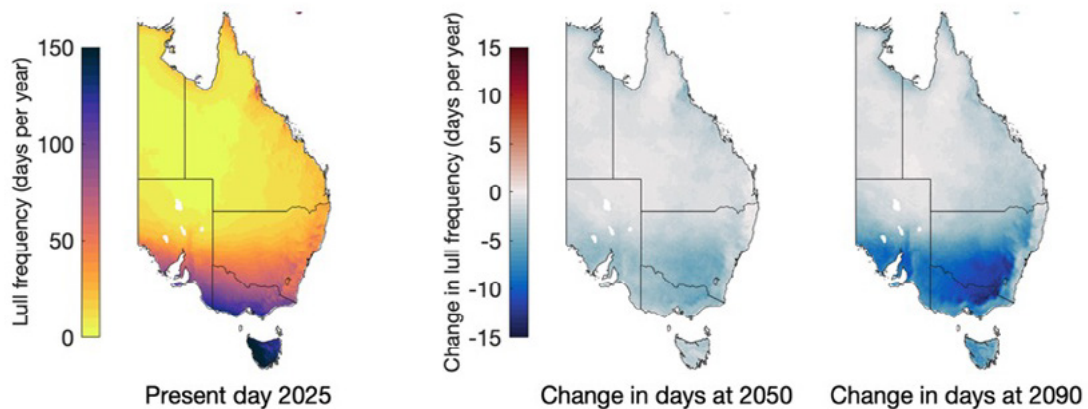 Lull frequency (days per year)
150
100
50
0
Present day 2025
Change in lull frequency (days per year)
15
10
5
0
-5
-10
-15
Change in days at 2050
Change in days at 2090